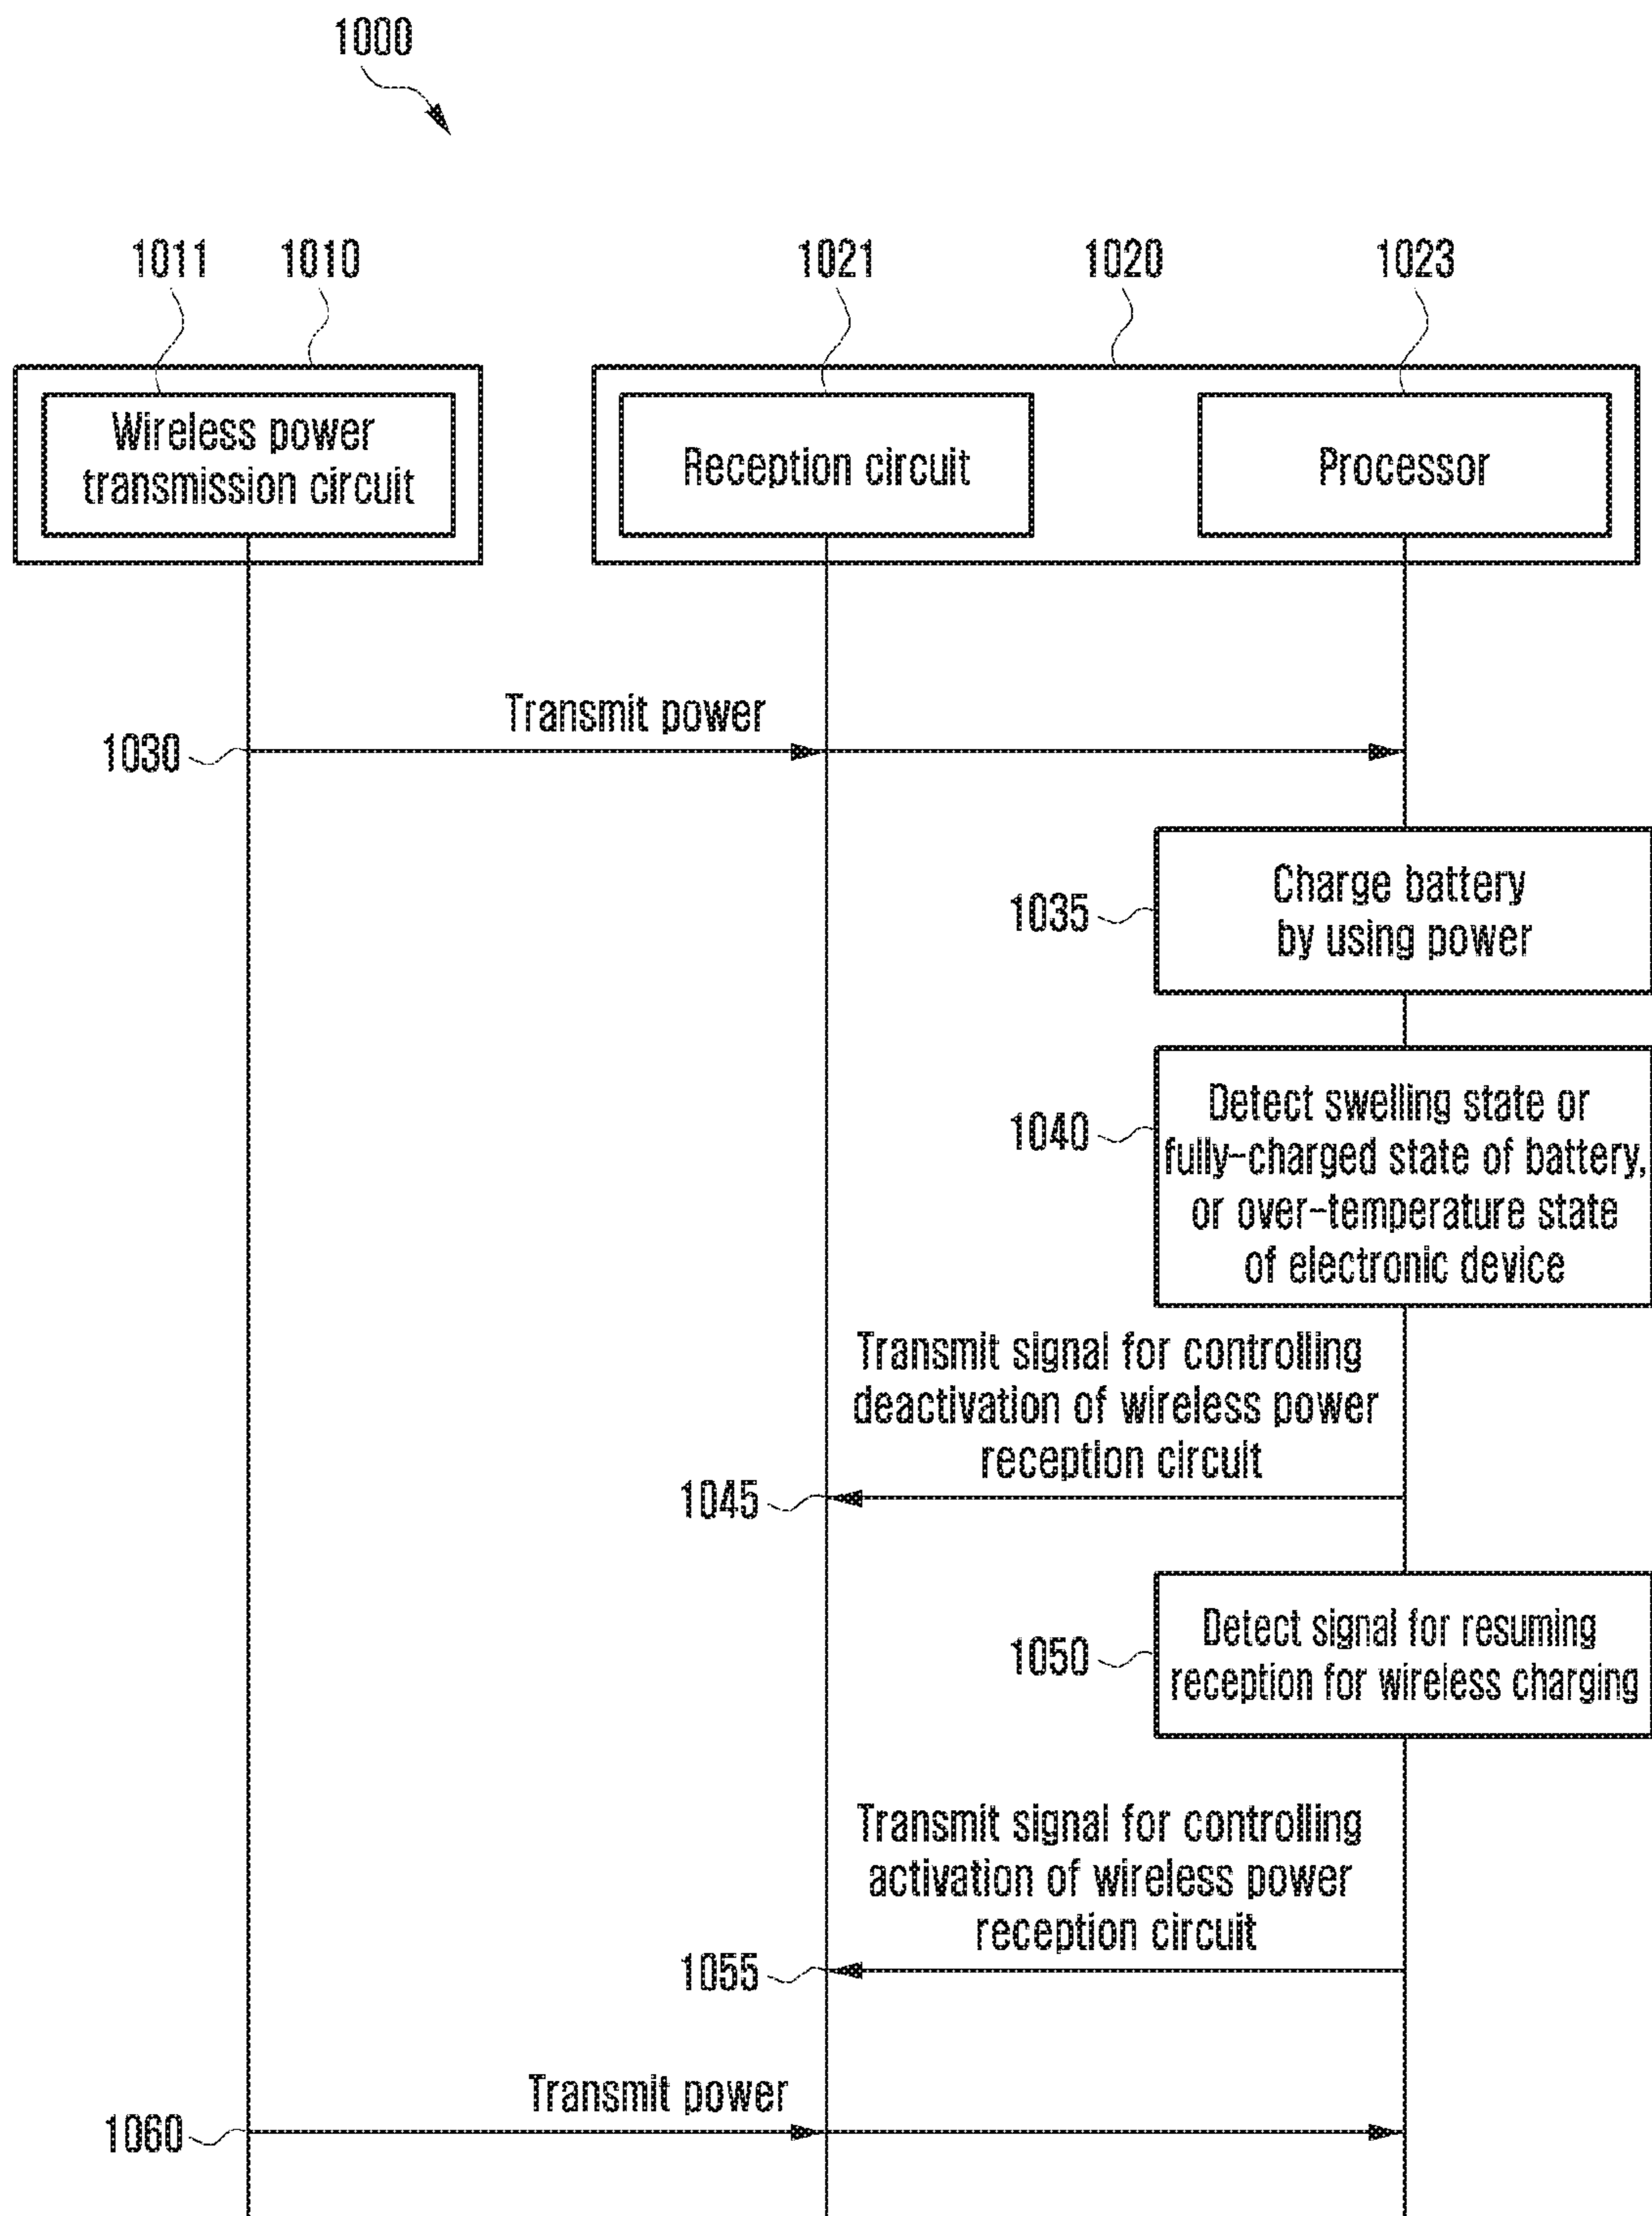 1000
1011
1010
1021
1020
1023
Wireless power
transmission circuit
Reception circuit
Processor
Transmit power
1030
Charge battery
by using power
1035
Detect swelling state or
fully-charged state of battery,
or over-temperature state
of electronic device
1040
Transmit signal for controlling
deactivation of wireless power
reception circuit
1045
Detect signal for resuming
reception for wireless charging
1050
Transmit signal for controlling
activation of wireless power
reception circuit
1055
Transmit power
1060